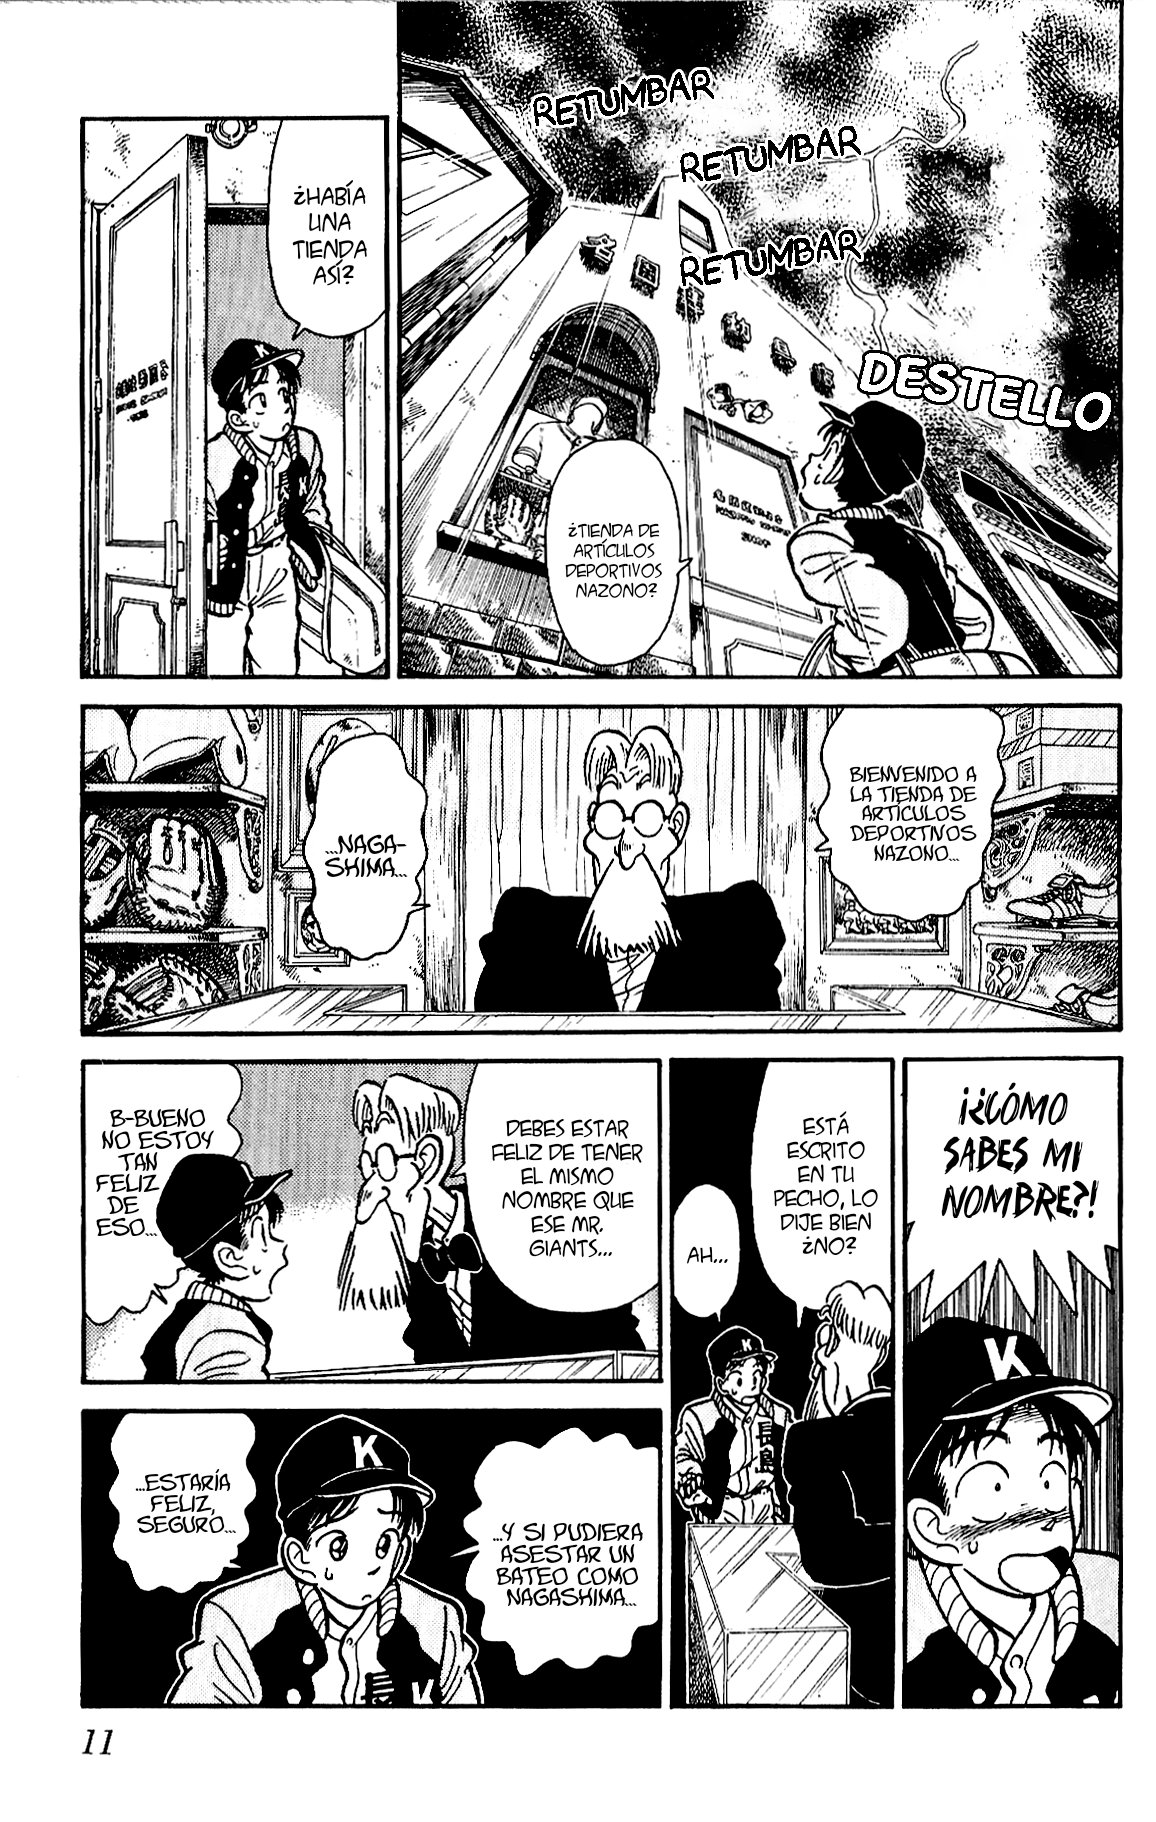 RETUMBAR
RETUMBAR
RETUMBAR
DESTELLO
¿TIENDA DE
ARTÍCULOS
DEPORTIVOS
NAZONO?
¿HABÍA
UNA
TIENDA
ASÍ?
K
BIENVENIDO A
LA TIENDA DE
ARTÍCULOS
DEPORTIVOS
NAZONO...
...NAGA-
SHIMA...
¡¿CÓMO
SABES MI
NOMBRE?!
K
ESTÁ
ESCRITO
EN TU
PECHO, LO
DIJE BIEN
¿NO?
AH...
K
長島
DEBES ESTAR
FELIZ DE TENER
EL MISMO
NOMBRE QUE
ESE MR.
GIANTS...
B-BUENO
NO ESTOY
TAN
FELIZ
DE
ESO...
...Y SI PUDIERA
ASESTAR UN
BATEO COMO
NAGASHIMA...
...ESTARÍA
FELIZ,
SEGURO...
K
K
11